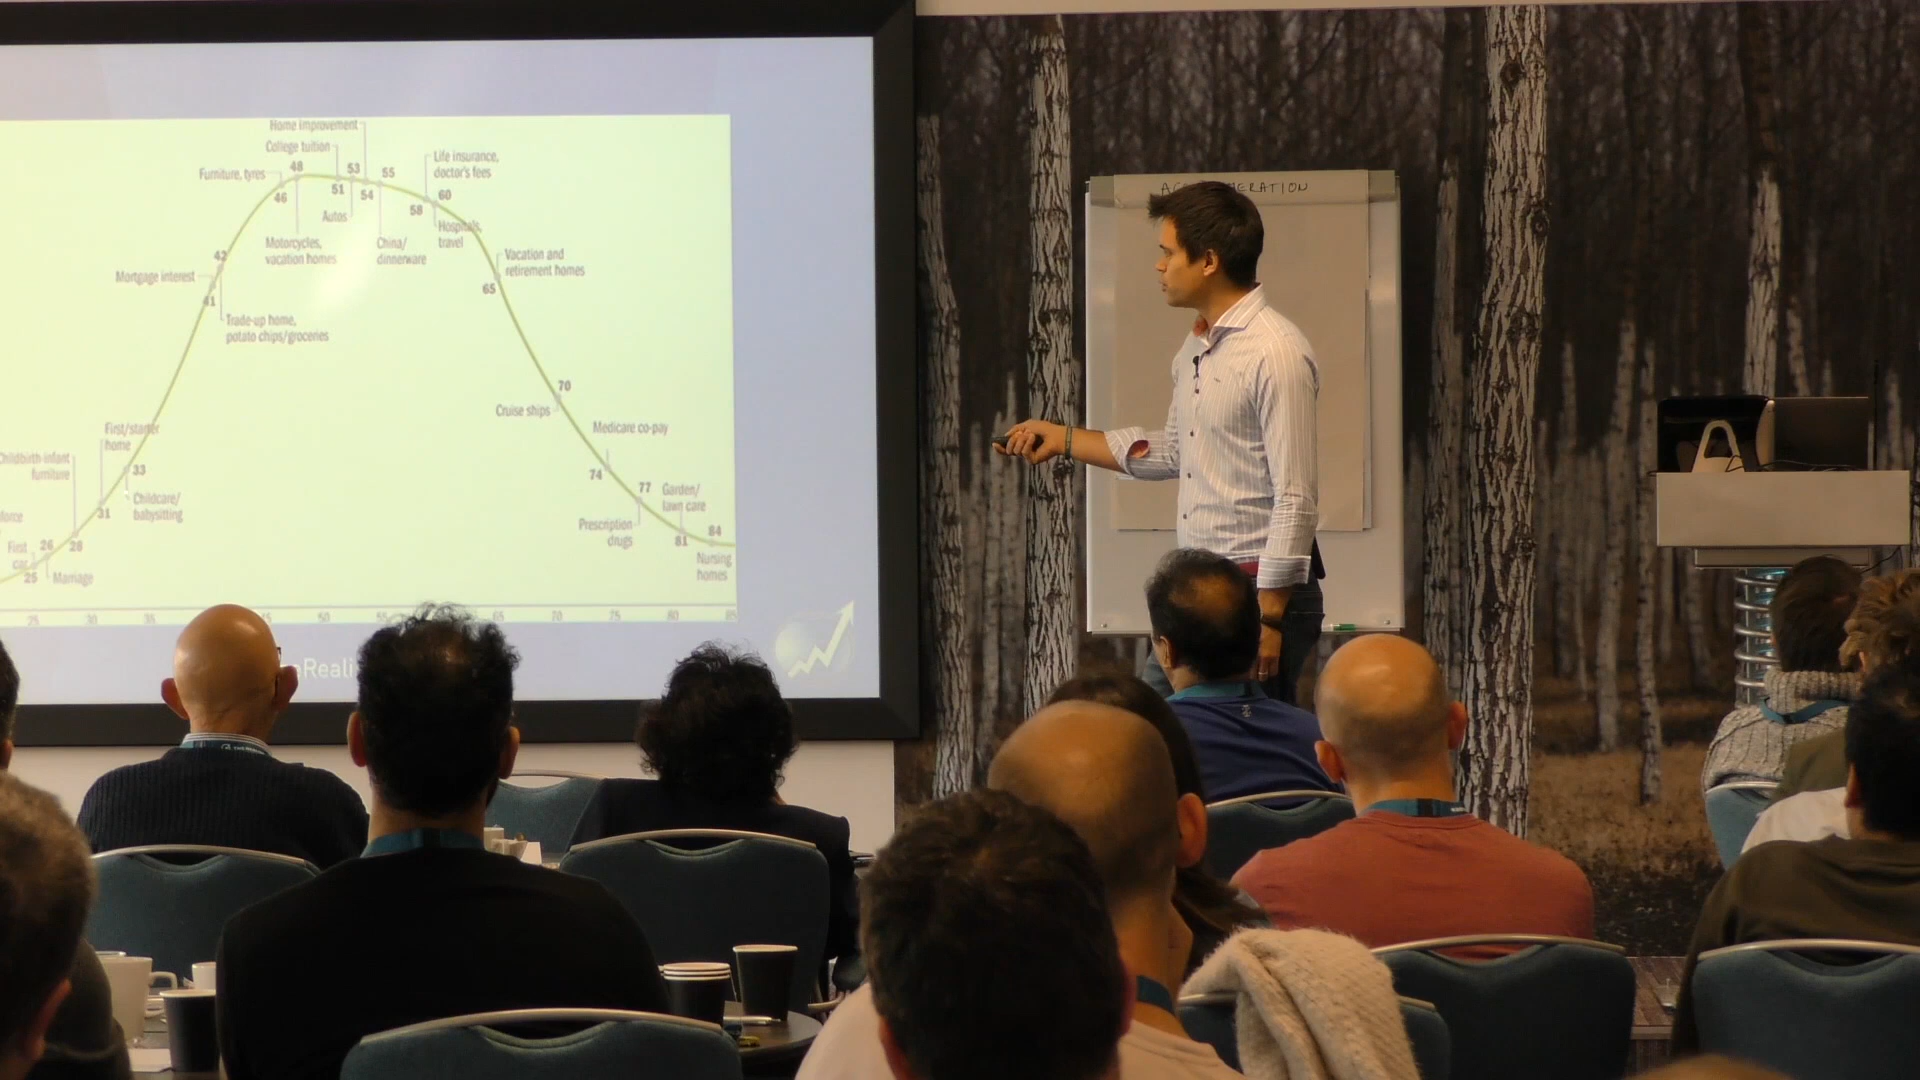 Home improvement
College tuition
Furniture, tyres
48
53
55
Life insurance,
doctor's fees
46
51
54
60
58
Autos
Hospitals,
travel
Motorcycles,
vacation homes
China/
dinnerware
42
Mortgage interest
41
Vacation and
retirement homes
65
Trade-up home,
potato chips/groceries
70
Cruise ships
First/starter
home
Medicare co-pay
Childbirth infant
furniture
33
74
Childcare/
babysitting
31
77
Garden/
lawn care
Prescription
drugs
81
84
Nursing
homes
First
car
26
28
25
Marriage
25 30 35 50 55 65 70 75 80 85